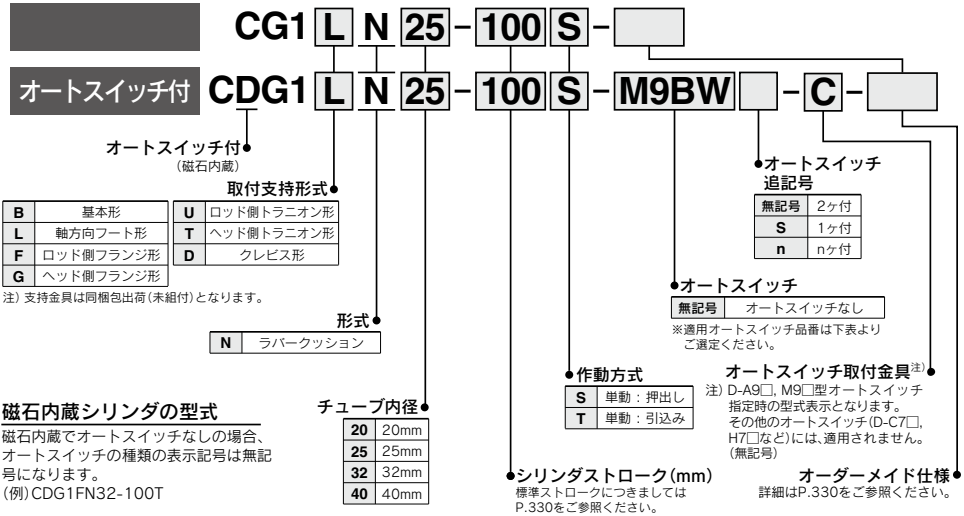 CG1 L N 25 - 100 S -
オートスイッチ付 CDG1 L N 25 - 100 S - M9BW - C -
オートスイッチ付
(磁石内蔵)
取付支持形式
B 基本形
L 軸方向フート形
F ロッド側フランジ形
G ヘッド側フランジ形
U ロッド側トラニオン形
T ヘッド側トラニオン形
D クレビス形
注) 支持金具は同梱包出荷(未組付)となります。
形式
N ラバークッション
磁石内蔵シリンダの型式
磁石内蔵でオートスイッチなしの場合、
オートスイッチの種類の表示記号は無記
号になります。
(例)CDG1FN32-100T
チューブ内径
20 20mm
25 25mm
32 32mm
40 40mm
シリンダストローク(mm)
標準ストロークにつきましては
P.330をご参照ください。
作動方式
S 単動:押出し
T 単動:引込み
オートスイッチ
追記号
無記号 2ヶ付
S 1ヶ付
n nヶ付
オートスイッチ
無記号 オートスイッチなし
※適用オートスイッチ品番は下表より
ご選定ください。
オートスイッチ取付金具注)
注) D-A9□, M9□型オートスイッチ
指定時の型式表示となります。
その他のオートスイッチ(D-C7□,
H7□など)には、適用されません。
(無記号)
オーダーメイド仕様
詳細はP.330をご参照ください。